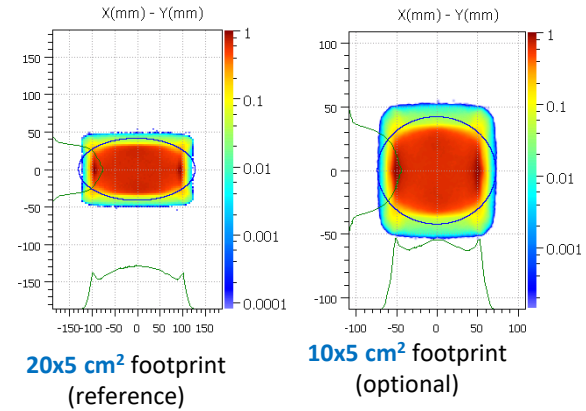 X(mm) - Y(mm)
150
100
50
0
-50
-100
-150
-150-100 -50 0 50 100 150
1
0.1
0.01
0.001
0.0001
20x5 cm² footprint
(reference)
X(mm) - Y(mm)
100
50
0
-50
-100
-100 -50 0 50 100
1
0.1
0.01
0.001
10x5 cm² footprint
(optional)